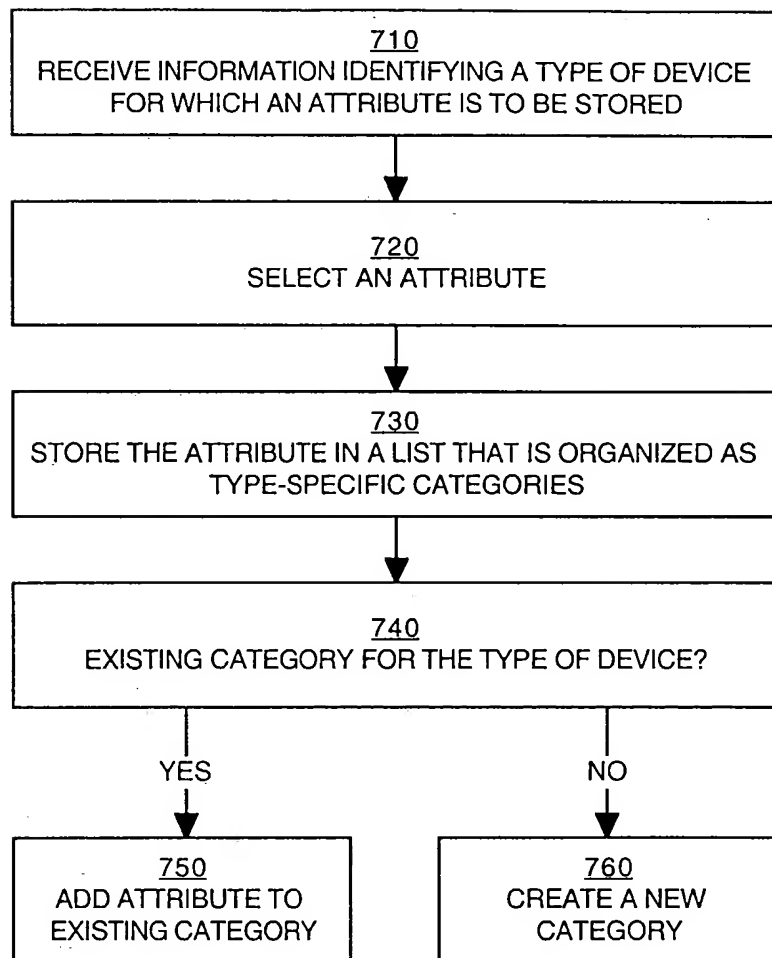 710
RECEIVE INFORMATION IDENTIFYING A TYPE OF DEVICE
FOR WHICH AN ATTRIBUTE IS TO BE STORED
720
SELECT AN ATTRIBUTE
730
STORE THE ATTRIBUTE IN A LIST THAT IS ORGANIZED AS
TYPE-SPECIFIC CATEGORIES
740
EXISTING CATEGORY FOR THE TYPE OF DEVICE?
YES
NO
750
ADD ATTRIBUTE TO
EXISTING CATEGORY
760
CREATE A NEW
CATEGORY